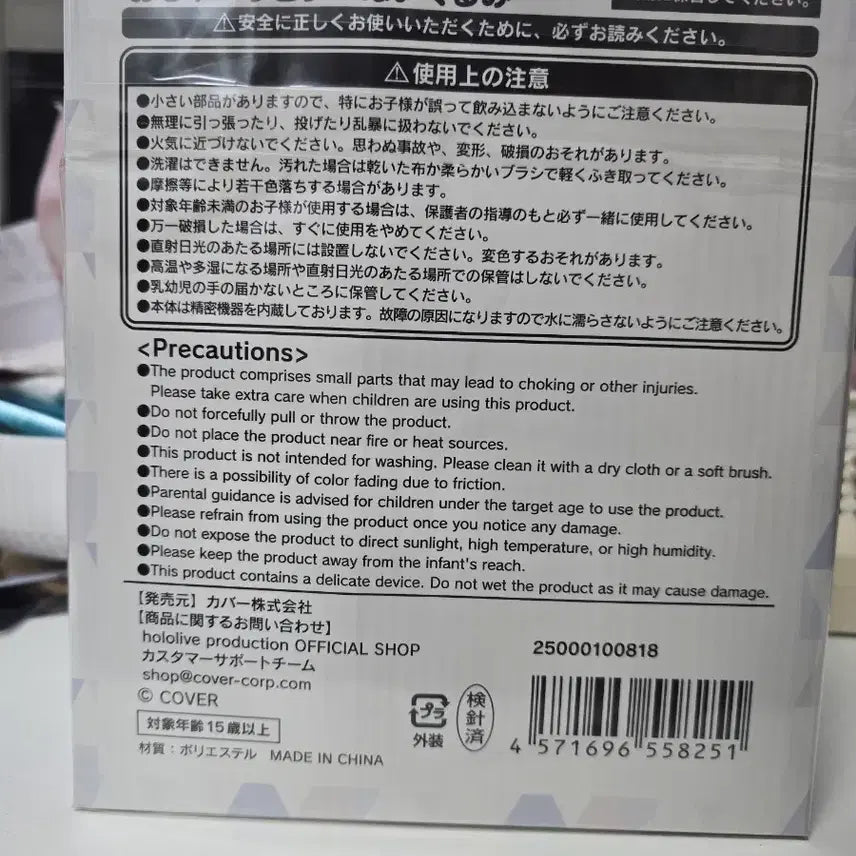 ⚠安全に正しくお使いいただくために、必ずお読みください。
⚠使用上の注意
●小さい部品がありますので、特にお子様が誤って飲み込まないようにご注意ください。
●無理に引っ張ったり、投げたり乱暴に扱わないでください。
●火気に近づけないでください。思わぬ事故や、変形、破損のおそれがあります。
●洗濯はできません。汚れた場合は乾いた布か柔らかいブラシで軽くふき取ってください。
●摩擦等により若干色落ちする場合があります。
●対象年齢未満のお子様が使用する場合は、保護者の指導のもと必ず一緒に使用してください。
●万一破損した場合は、すぐに使用をやめてください。
●直射日光のあたる場所には設置しないでください。変色するおそれがあります。
●高温や多湿になる場所や直射日光のあたる場所での保管はしないでください。
●乳幼児の手の届かないところに保管してください。
●本体は精密機器を内蔵しております。故障の原因になりますので水に濡らさないようにご注意ください。
<Precautions>
●The product comprises small parts that may lead to choking or other injuries.
Please take extra care when children are using this product.
●Do not forcefully pull or throw the product.
●Do not place the product near fire or heat sources.
●This product is not intended for washing. Please clean it with a dry cloth or a soft brush.
●There is a possibility of color fading due to friction.
●Parental guidance is advised for children under the target age to use the product.
●Please refrain from using the product once you notice any damage.
●Do not expose the product to direct sunlight, high temperature, or high humidity.
●Please keep the product away from the infant's reach.
●This product contains a delicate device. Do not wet the product as it may cause damage.
【発売元】カバー株式会社
【商品に関するお問い合わせ】
hololive production OFFICIAL SHOP
カスタマーサポートチーム
shop@cover-corp.com
© COVER
対象年齢15歳以上
材質：ポリエステル MADE IN CHINA
プラ
外装
検針済
25000100818
4 571696 558251